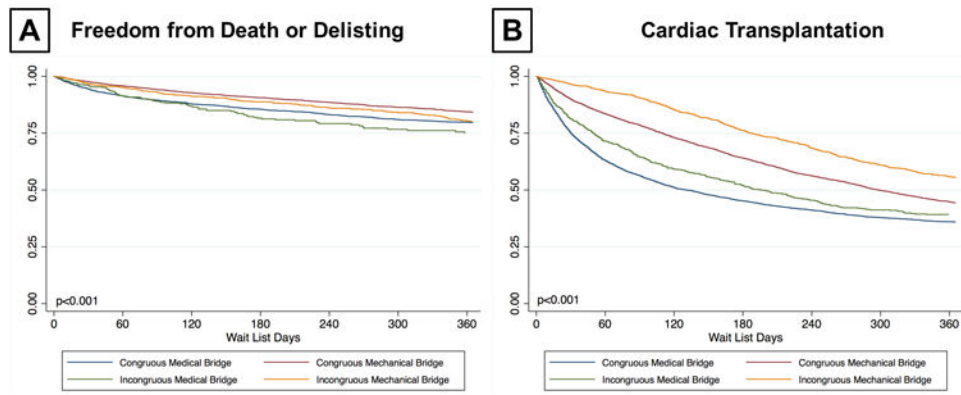 A Freedom from Death or Delisting
1.00
0.75
0.50
0.25
0.00
p<0.001
0 60 120 180 240 300 360
Wait List Days
Congruous Medical Bridge Congruous Mechanical Bridge
Incongruous Medical Bridge Incongruous Mechanical Bridge
B Cardiac Transplantation
1.00
0.75
0.50
0.25
0.00
p<0.001
0 60 120 180 240 300 360
Wait List Days
Congruous Medical Bridge Congruous Mechanical Bridge
Incongruous Medical Bridge Incongruous Mechanical Bridge